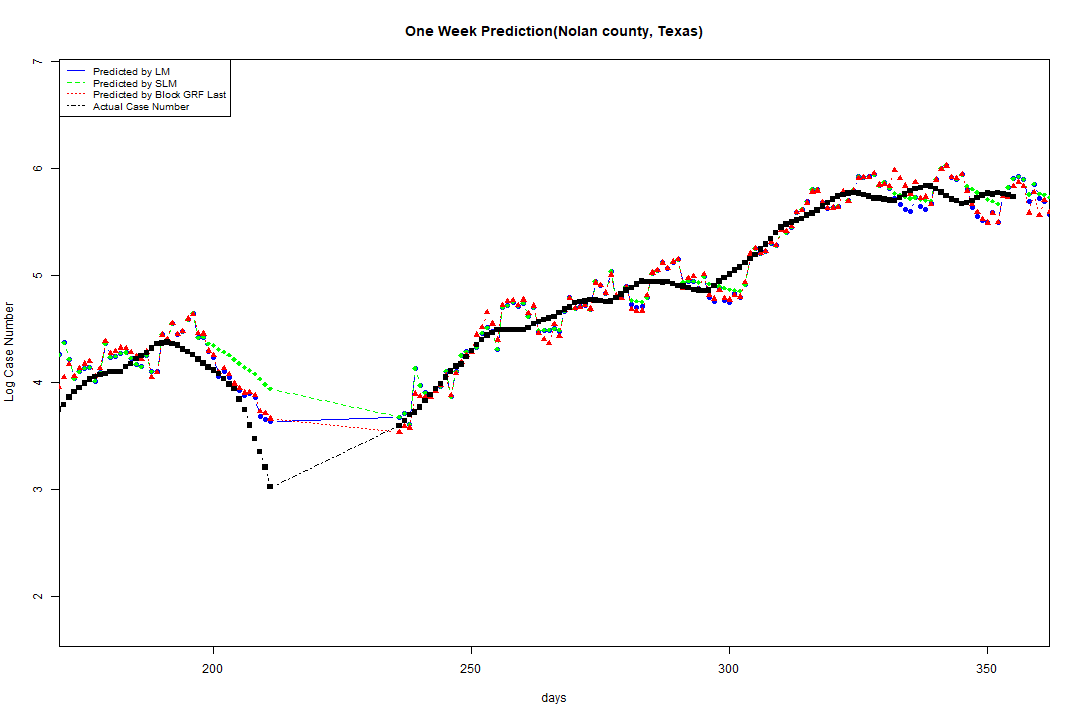 One Week Prediction(Nolan county, Texas)
Predicted by LM
Predicted by SLM
Predicted by Block GRF Last
Actual Case Number
7
6
5
4
3
2
Log Case Number
200 250 300 350
days